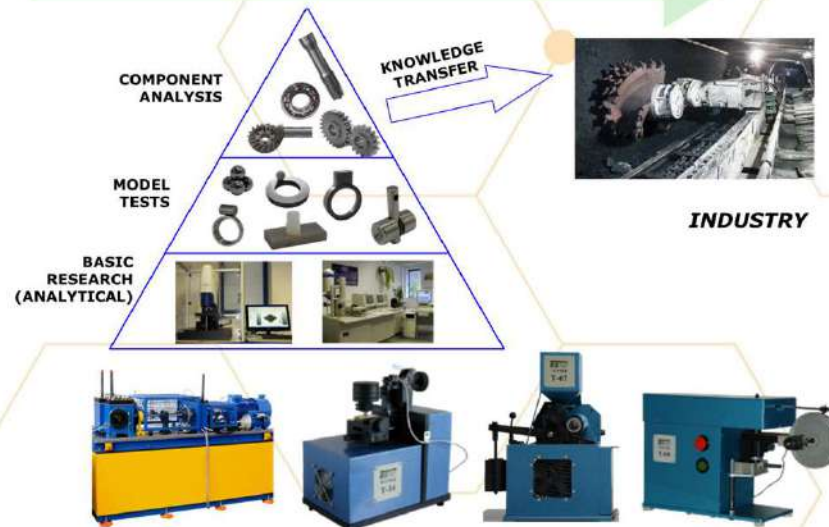 COMPONENT
ANALYSIS
KNOWLEDGE
TRANSFER
MODEL
TESTS
INDUSTRY
BASIC
RESEARCH
(ANALYTICAL)